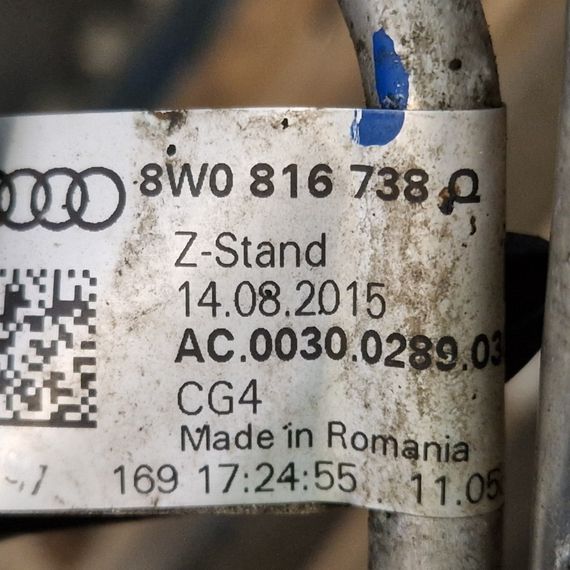 8W0 816 738
Z-Stand
14.08.2015
AC.0030.0289.03
CG4
Made in Romania
169 17:24:55 11.05